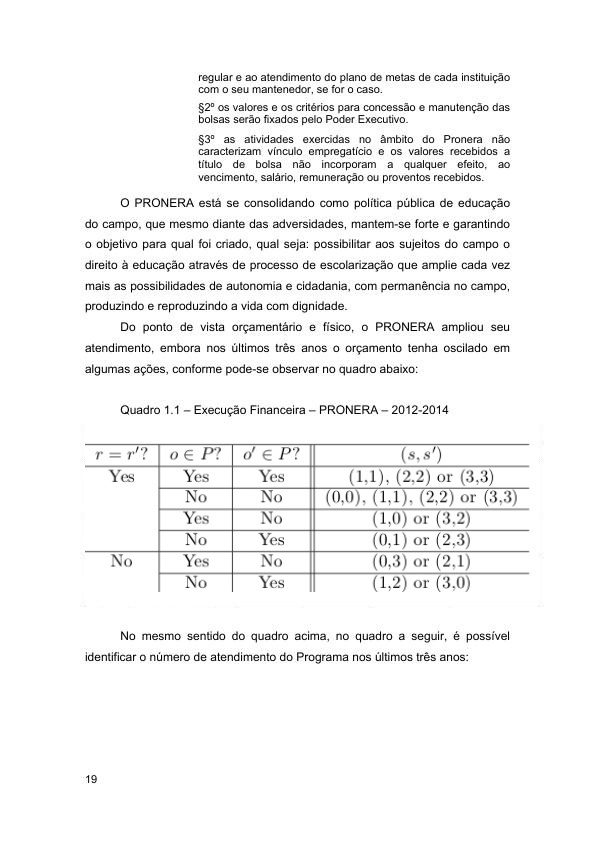 regular e ao atendimento do plano de metas de cada instituição
com o seu mantenedor, se for o caso.
§2º os valores e os critérios para concessão e manutenção das
bolsas serão fixados pelo Poder Executivo.
§3º as atividades exercidas no âmbito do Pronera não
caracterizam vínculo empregatício e os valores recebidos a
título de bolsa não incorporam a qualquer efeito, ao
vencimento, salário, remuneração ou proventos recebidos.
O PRONERA está se consolidando como política pública de educação
do campo, que mesmo diante das adversidades, mantem-se forte e garantindo
o objetivo para qual foi criado, qual seja: possibilitar aos sujeitos do campo o
direito à educação através de processo de escolarização que amplie cada vez
mais as possibilidades de autonomia e cidadania, com permanência no campo,
produzindo e reproduzindo a vida com dignidade.
Do ponto de vista orçamentário e físico, o PRONERA ampliou seu
atendimento, embora nos últimos três anos o orçamento tenha oscilado em
algumas ações, conforme pode-se observar no quadro abaixo:
Quadro 1.1 – Execução Financeira – PRONERA – 2012-2014
r = r′? o ∈ P? o′ ∈ P? (s, s′)
Yes Yes Yes (1,1), (2,2) or (3,3)
No No (0,0), (1,1), (2,2) or (3,3)
Yes No (1,0) or (3,2)
No Yes (0,1) or (2,3)
No Yes No (0,3) or (2,1)
No Yes (1,2) or (3,0)
No mesmo sentido do quadro acima, no quadro a seguir, é possível
identificar o número de atendimento do Programa nos últimos três anos:
19